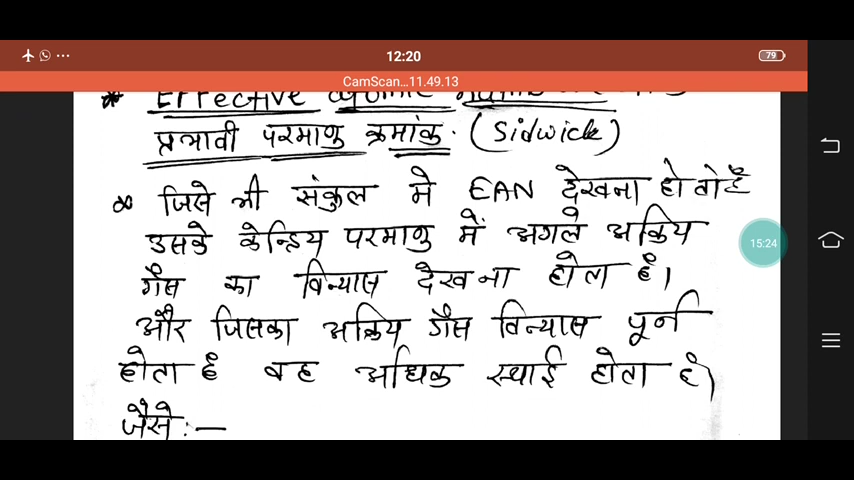 12:20
79
CamScan...11.49.13
* Effective
प्रभावी परमाणु क्रमांक. (Sidwick)
जिसे भी संकुल मे EAN देखना हो तो है
उसके केन्द्रिय परमाणु में अगले अक्रिय
गैस का विन्यास देखना होता है।
15:24
और जिसका अक्रिय गैस विन्यास पूर्न
होता है वह अधिक स्थाई होता है।
जैसे:—